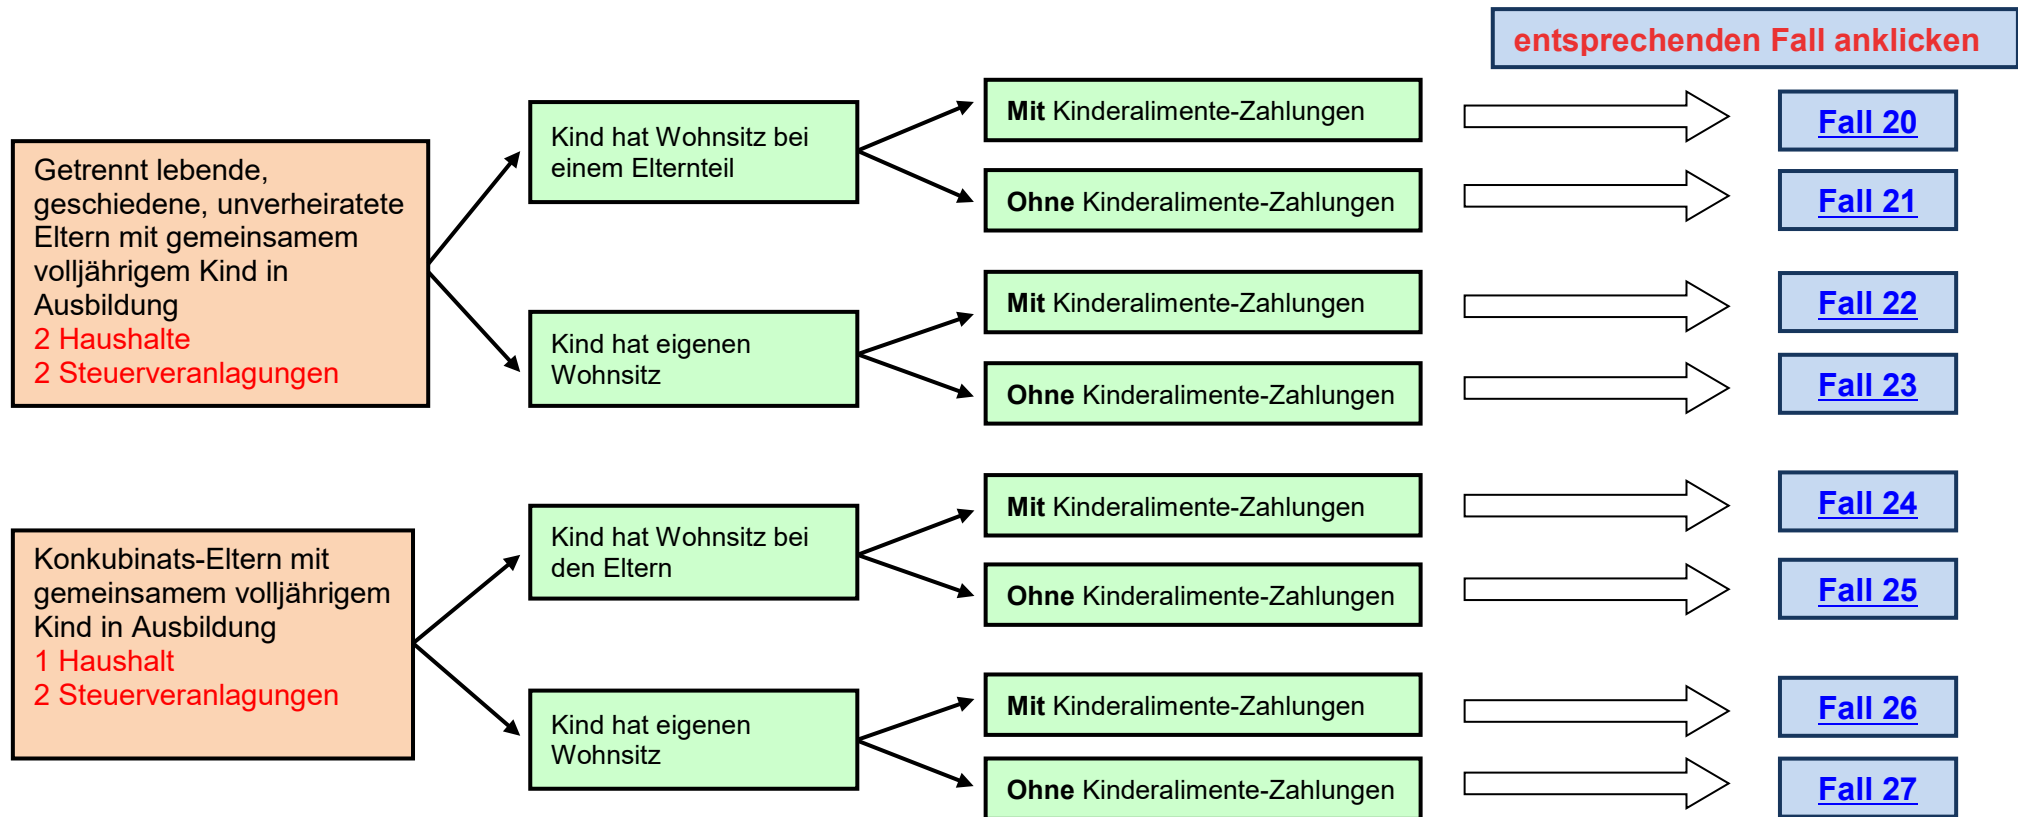 entsprechenden Fall anklicken
Getrennt lebende,
geschiedene, unverheiratete
Eltern mit gemeinsamem
volljährigem Kind in
Ausbildung
2 Haushalte
2 Steuerveranlagungen
Kind hat Wohnsitz bei
einem Elternteil
Mit Kinderalimente-Zahlungen
Fall 20
Ohne Kinderalimente-Zahlungen
Fall 21
Kind hat eigenen
Wohnsitz
Mit Kinderalimente-Zahlungen
Fall 22
Ohne Kinderalimente-Zahlungen
Fall 23
Konkubinats-Eltern mit
gemeinsamem volljährigem
Kind in Ausbildung
1 Haushalt
2 Steuerveranlagungen
Kind hat Wohnsitz bei
den Eltern
Mit Kinderalimente-Zahlungen
Fall 24
Ohne Kinderalimente-Zahlungen
Fall 25
Kind hat eigenen
Wohnsitz
Mit Kinderalimente-Zahlungen
Fall 26
Ohne Kinderalimente-Zahlungen
Fall 27